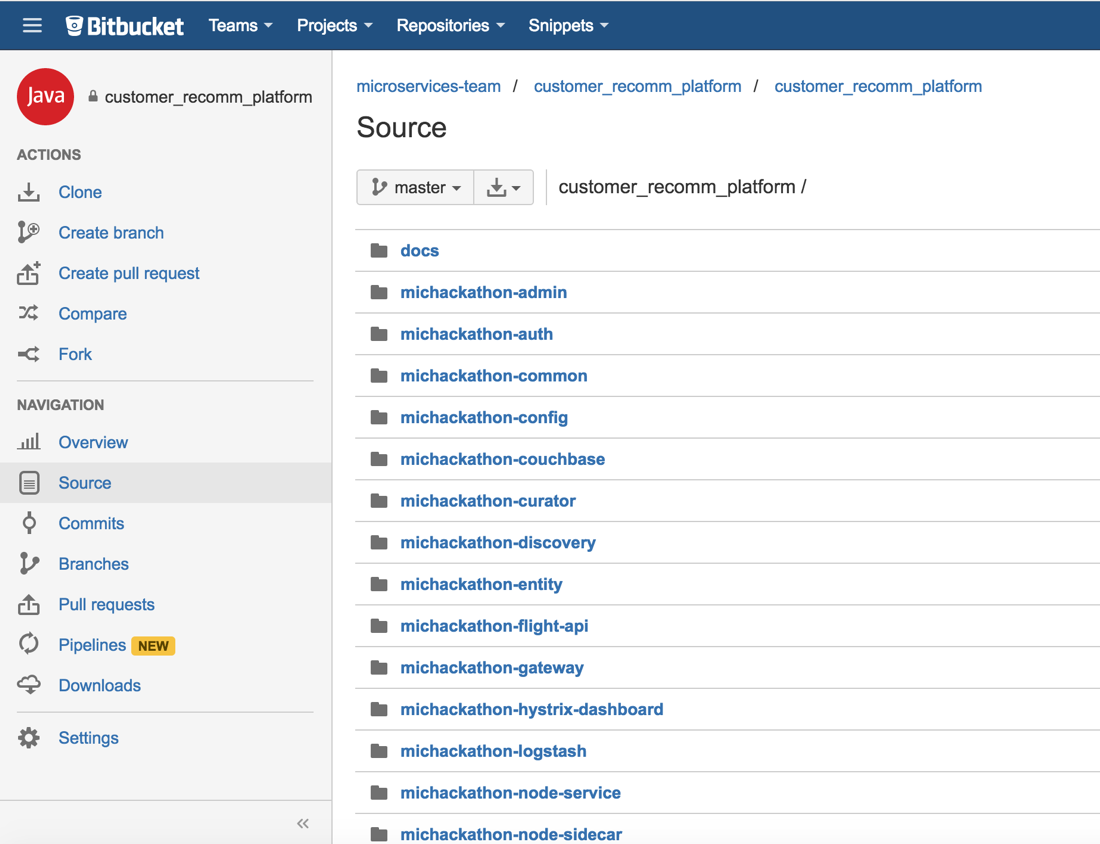 Bitbucket Teams Projects Repositories Snippets
Java customer_recomm_platform
ACTIONS
Clone
Create branch
Create pull request
Compare
Fork
NAVIGATION
Overview
Source
Commits
Branches
Pull requests
Pipelines NEW
Downloads
Settings
microservices-team / customer_recomm_platform / customer_recomm_platform
Source
master customer_recomm_platform /
docs
michackathon-admin
michackathon-auth
michackathon-common
michackathon-config
michackathon-couchbase
michackathon-curator
michackathon-discovery
michackathon-entity
michackathon-flight-api
michackathon-gateway
michackathon-hystrix-dashboard
michackathon-logstash
michackathon-node-service
michackathon-node-sidecar